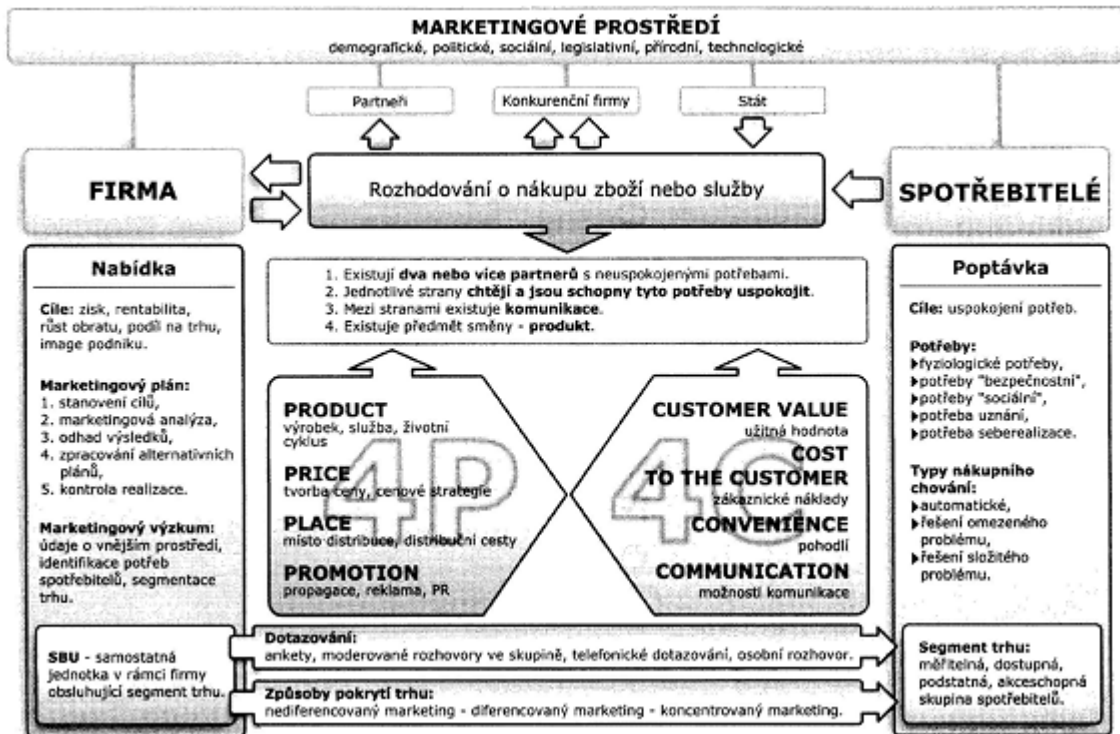 MARKETINGOVÉ PROSTŘEDÍ
demografické, politické, sociální, legislativní, přírodní, technologické
Partneři
Konkurenční firmy
Stát
FIRMA
Rozhodování o nákupu zboží nebo služby
SPOTŘEBITELÉ
Nabídka
Cíle: zisk, rentabilita,
růst obratu, podíl na trhu,
image podniku.
Marketingový plán:
1. stanovení cílů,
2. marketingová analýza,
3. odhad výsledků,
4. zpracování alternativních
plánů,
5. kontrola realizace.
Marketingový výzkum:
údaje o vnějším prostředí,
identifikace potřeb
spotřebitelů, segmentace
trhu.
SBU - samostatná
jednotka v rámci firmy
obsluhující segment trhu.
1. Existují dva nebo více partnerů s neuspokojenými potřebami.
2. Jednotlivé strany chtějí a jsou schopny tyto potřeby uspokojit.
3. Mezi stranami existuje komunikace.
4. Existuje předmět směny - produkt.
4P
PRODUCT
výrobek, služba, životní
cyklus
PRICE
tvorba ceny, cenové strategie
PLACE
místo distribuce, distribuční cesty
PROMOTION
propagace, reklama, PR
4C
CUSTOMER VALUE
užitná hodnota
COST
TO THE CUSTOMER
zákaznické náklady
CONVENIENCE
pohodlí
COMMUNICATION
možnosti komunikace
Dotazování:
ankety, moderované rozhovory ve skupině, telefonické dotazování, osobní rozhovor.
Způsoby pokrytí trhu:
nediferencovaný marketing - diferencovaný marketing - koncentrovaný marketing.
Poptávka
Cíle: uspokojení potřeb.
Potřeby:
fyziologické potřeby,
potřeby "bezpečnostní",
potřeby "sociální",
potřeba uznání,
potřeba seberealizace.
Typy nákupního
chování:
automatické,
řešení omezeného
problému,
řešení složitého
problému.
Segment trhu:
měřitelná, dostupná,
podstatná, akceschopná
skupina spotřebitelů.